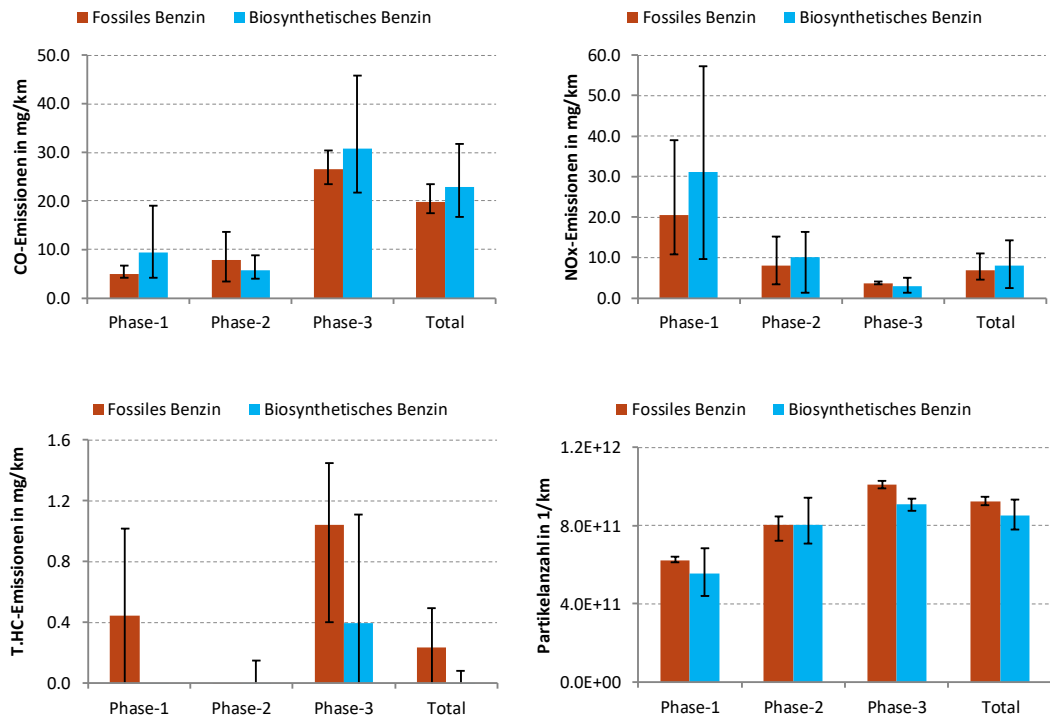 Fossiles Benzin Biosynthetisches Benzin
CO-Emissionen in mg/km
50.0
40.0
30.0
20.0
10.0
0.0
Phase-1 Phase-2 Phase-3 Total
Fossiles Benzin Biosynthetisches Benzin
NOx-Emissionen in mg/km
60.0
50.0
40.0
30.0
20.0
10.0
0.0
Phase-1 Phase-2 Phase-3 Total
Fossiles Benzin Biosynthetisches Benzin
T.HC-Emissionen in mg/km
1.6
1.2
0.8
0.4
0.0
Phase-1 Phase-2 Phase-3 Total
Fossiles Benzin Biosynthetisches Benzin
Partikelanzahl in 1/km
1.2E+12
8.0E+11
4.0E+11
0.0E+00
Phase-1 Phase-2 Phase-3 Total